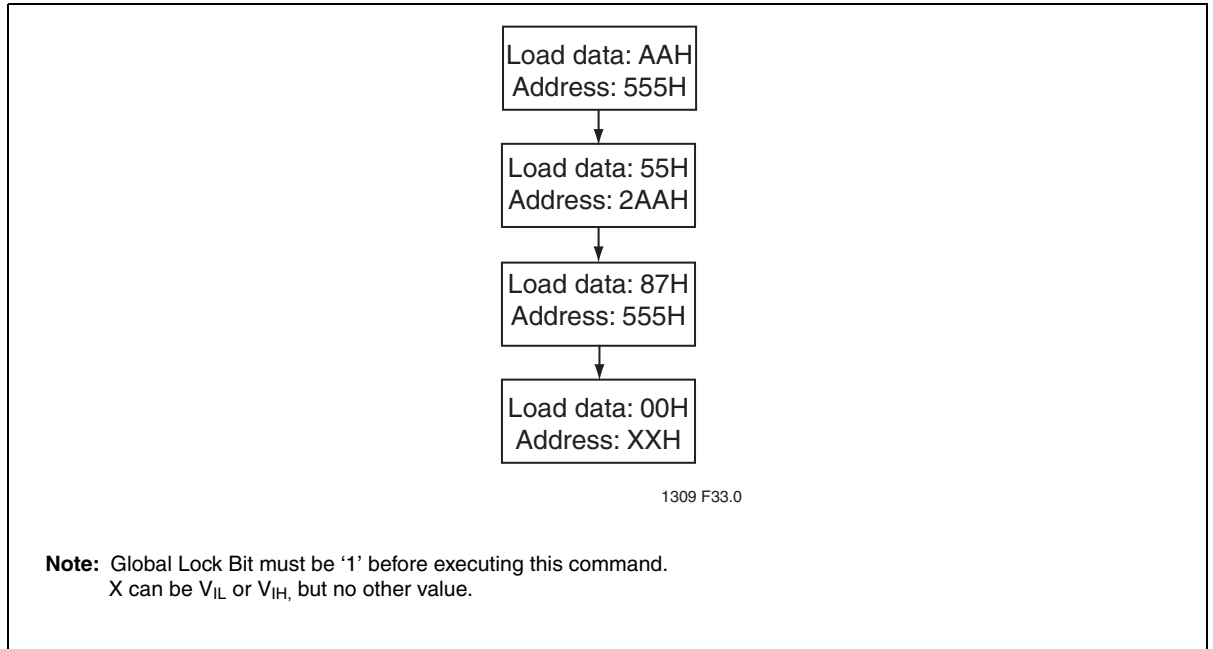 Load data: AAH
Address: 555H
Load data: 55H
Address: 2AAH
Load data: 87H
Address: 555H
Load data: 00H
Address: XXH
1309 F33.0
Note: Global Lock Bit must be ‘1’ before executing this command.
X can be VIL or VIH, but no other value.